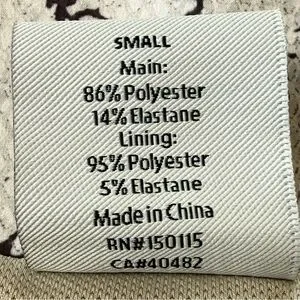 SMALL
Main:
86% Polyester
14% Elastane
Lining:
95% Polyester
5% Elastane
Made in China
RN#150115
CA#40482